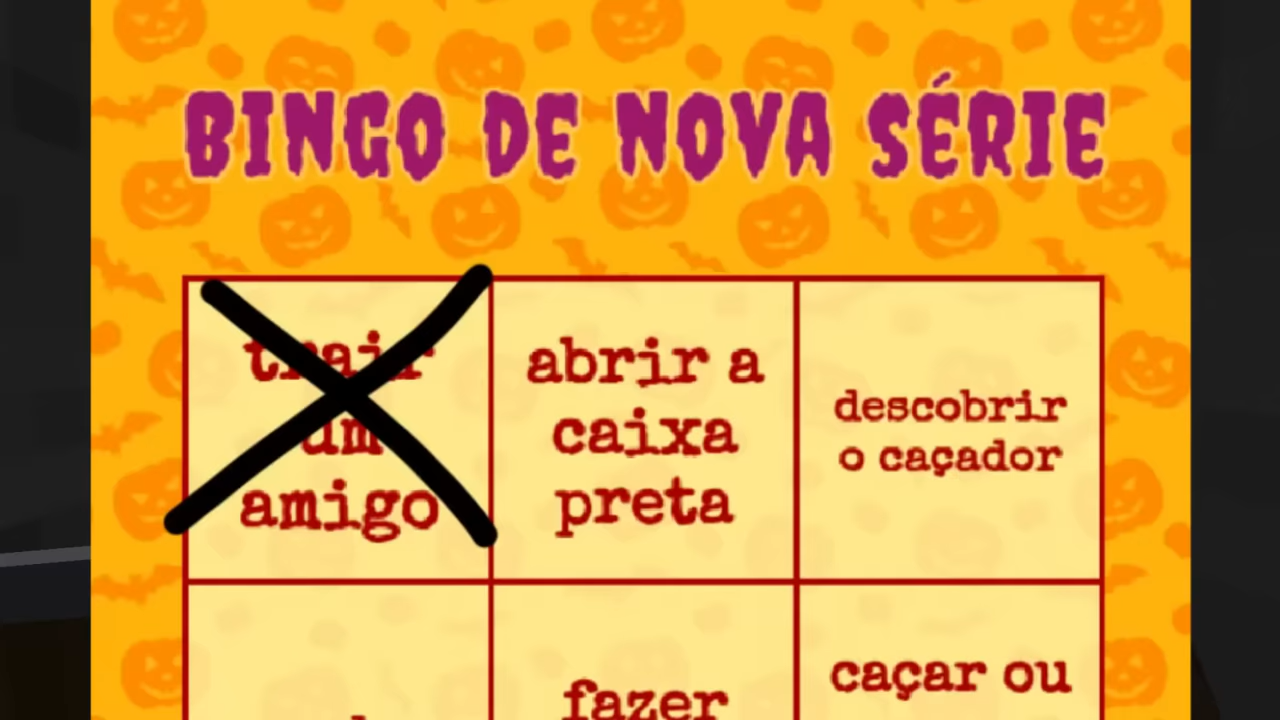 BINGO DE NOVA SÉRIE
trair
um
amigo
abrir a
caixa
preta
descobrir
o caçador
fazer
caçar ou